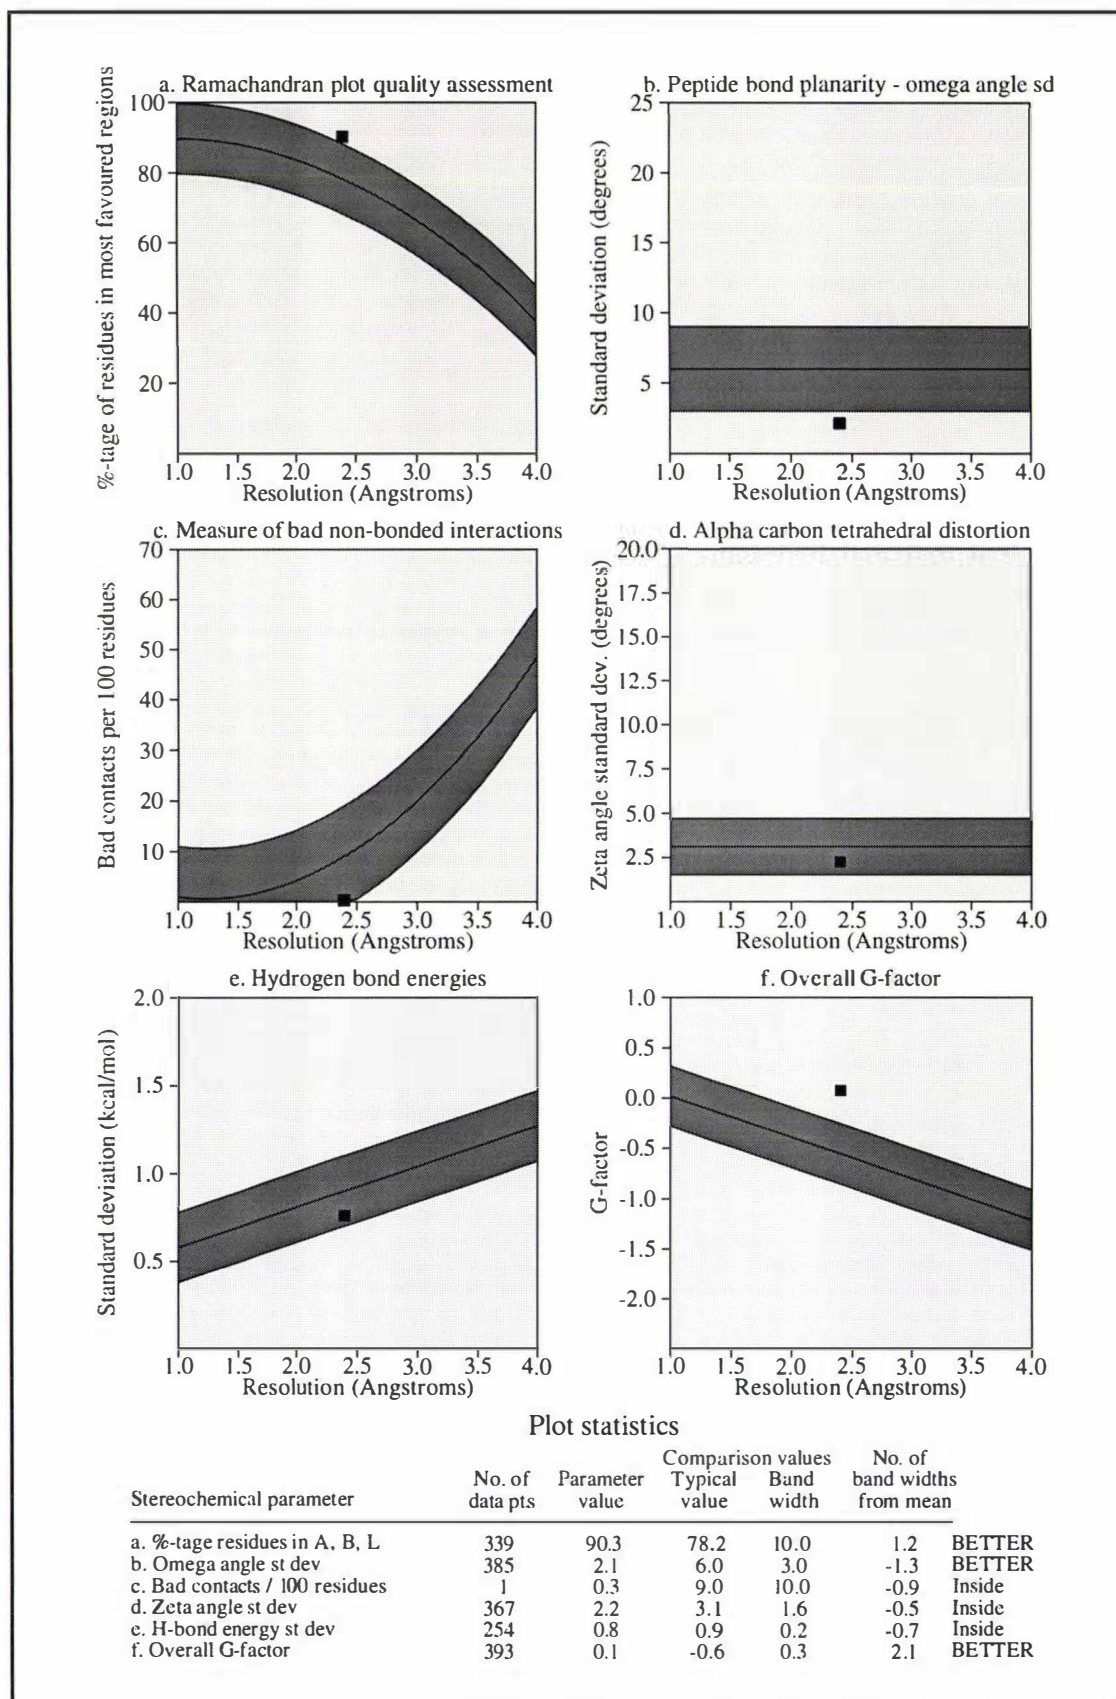 a. Ramachandran plot quality assessment
%-tage of residues in most favoured regions
100
80
60
40
20
1.0 1.5 2.0 2.5 3.0 3.5 4.0
Resolution (Angstroms)
b. Peptide bond planarity - omega angle sd
Standard deviation (degrees)
25
20
15
10
5
1.0 1.5 2.0 2.5 3.0 3.5 4.0
Resolution (Angstroms)
c. Measure of bad non-bonded interactions
Bad contacts per 100 residues
70
60
50
40
30
20
10
1.0 1.5 2.0 2.5 3.0 3.5 4.0
Resolution (Angstroms)
d. Alpha carbon tetrahedral distortion
Zeta angle standard dev. (degrees)
20.0
17.5
15.0
12.5
10.0
7.5
5.0
2.5
1.0 1.5 2.0 2.5 3.0 3.5 4.0
Resolution (Angstroms)
e. Hydrogen bond energies
Standard deviation (kcal/mol)
2.0
1.5
1.0
0.5
1.0 1.5 2.0 2.5 3.0 3.5 4.0
Resolution (Angstroms)
f. Overall G-factor
G-factor
1.0
0.5
0.0
-0.5
-1.0
-1.5
-2.0
1.0 1.5 2.0 2.5 3.0 3.5 4.0
Resolution (Angstroms)
Plot statistics
Comparison values No. of
No. of Parameter Typical Band band widths
Stereochemical parameter data pts value value width from mean
a. %-tage residues in A, B, L 339 90.3 78.2 10.0 1.2 BETTER
b. Omega angle st dev 385 2.1 6.0 3.0 -1.3 BETTER
c. Bad contacts / 100 residues 1 0.3 9.0 10.0 -0.9 Inside
d. Zeta angle st dev 367 2.2 3.1 1.6 -0.5 Inside
e. H-bond energy st dev 254 0.8 0.9 0.2 -0.7 Inside
f. Overall G-factor 393 0.1 -0.6 0.3 2.1 BETTER